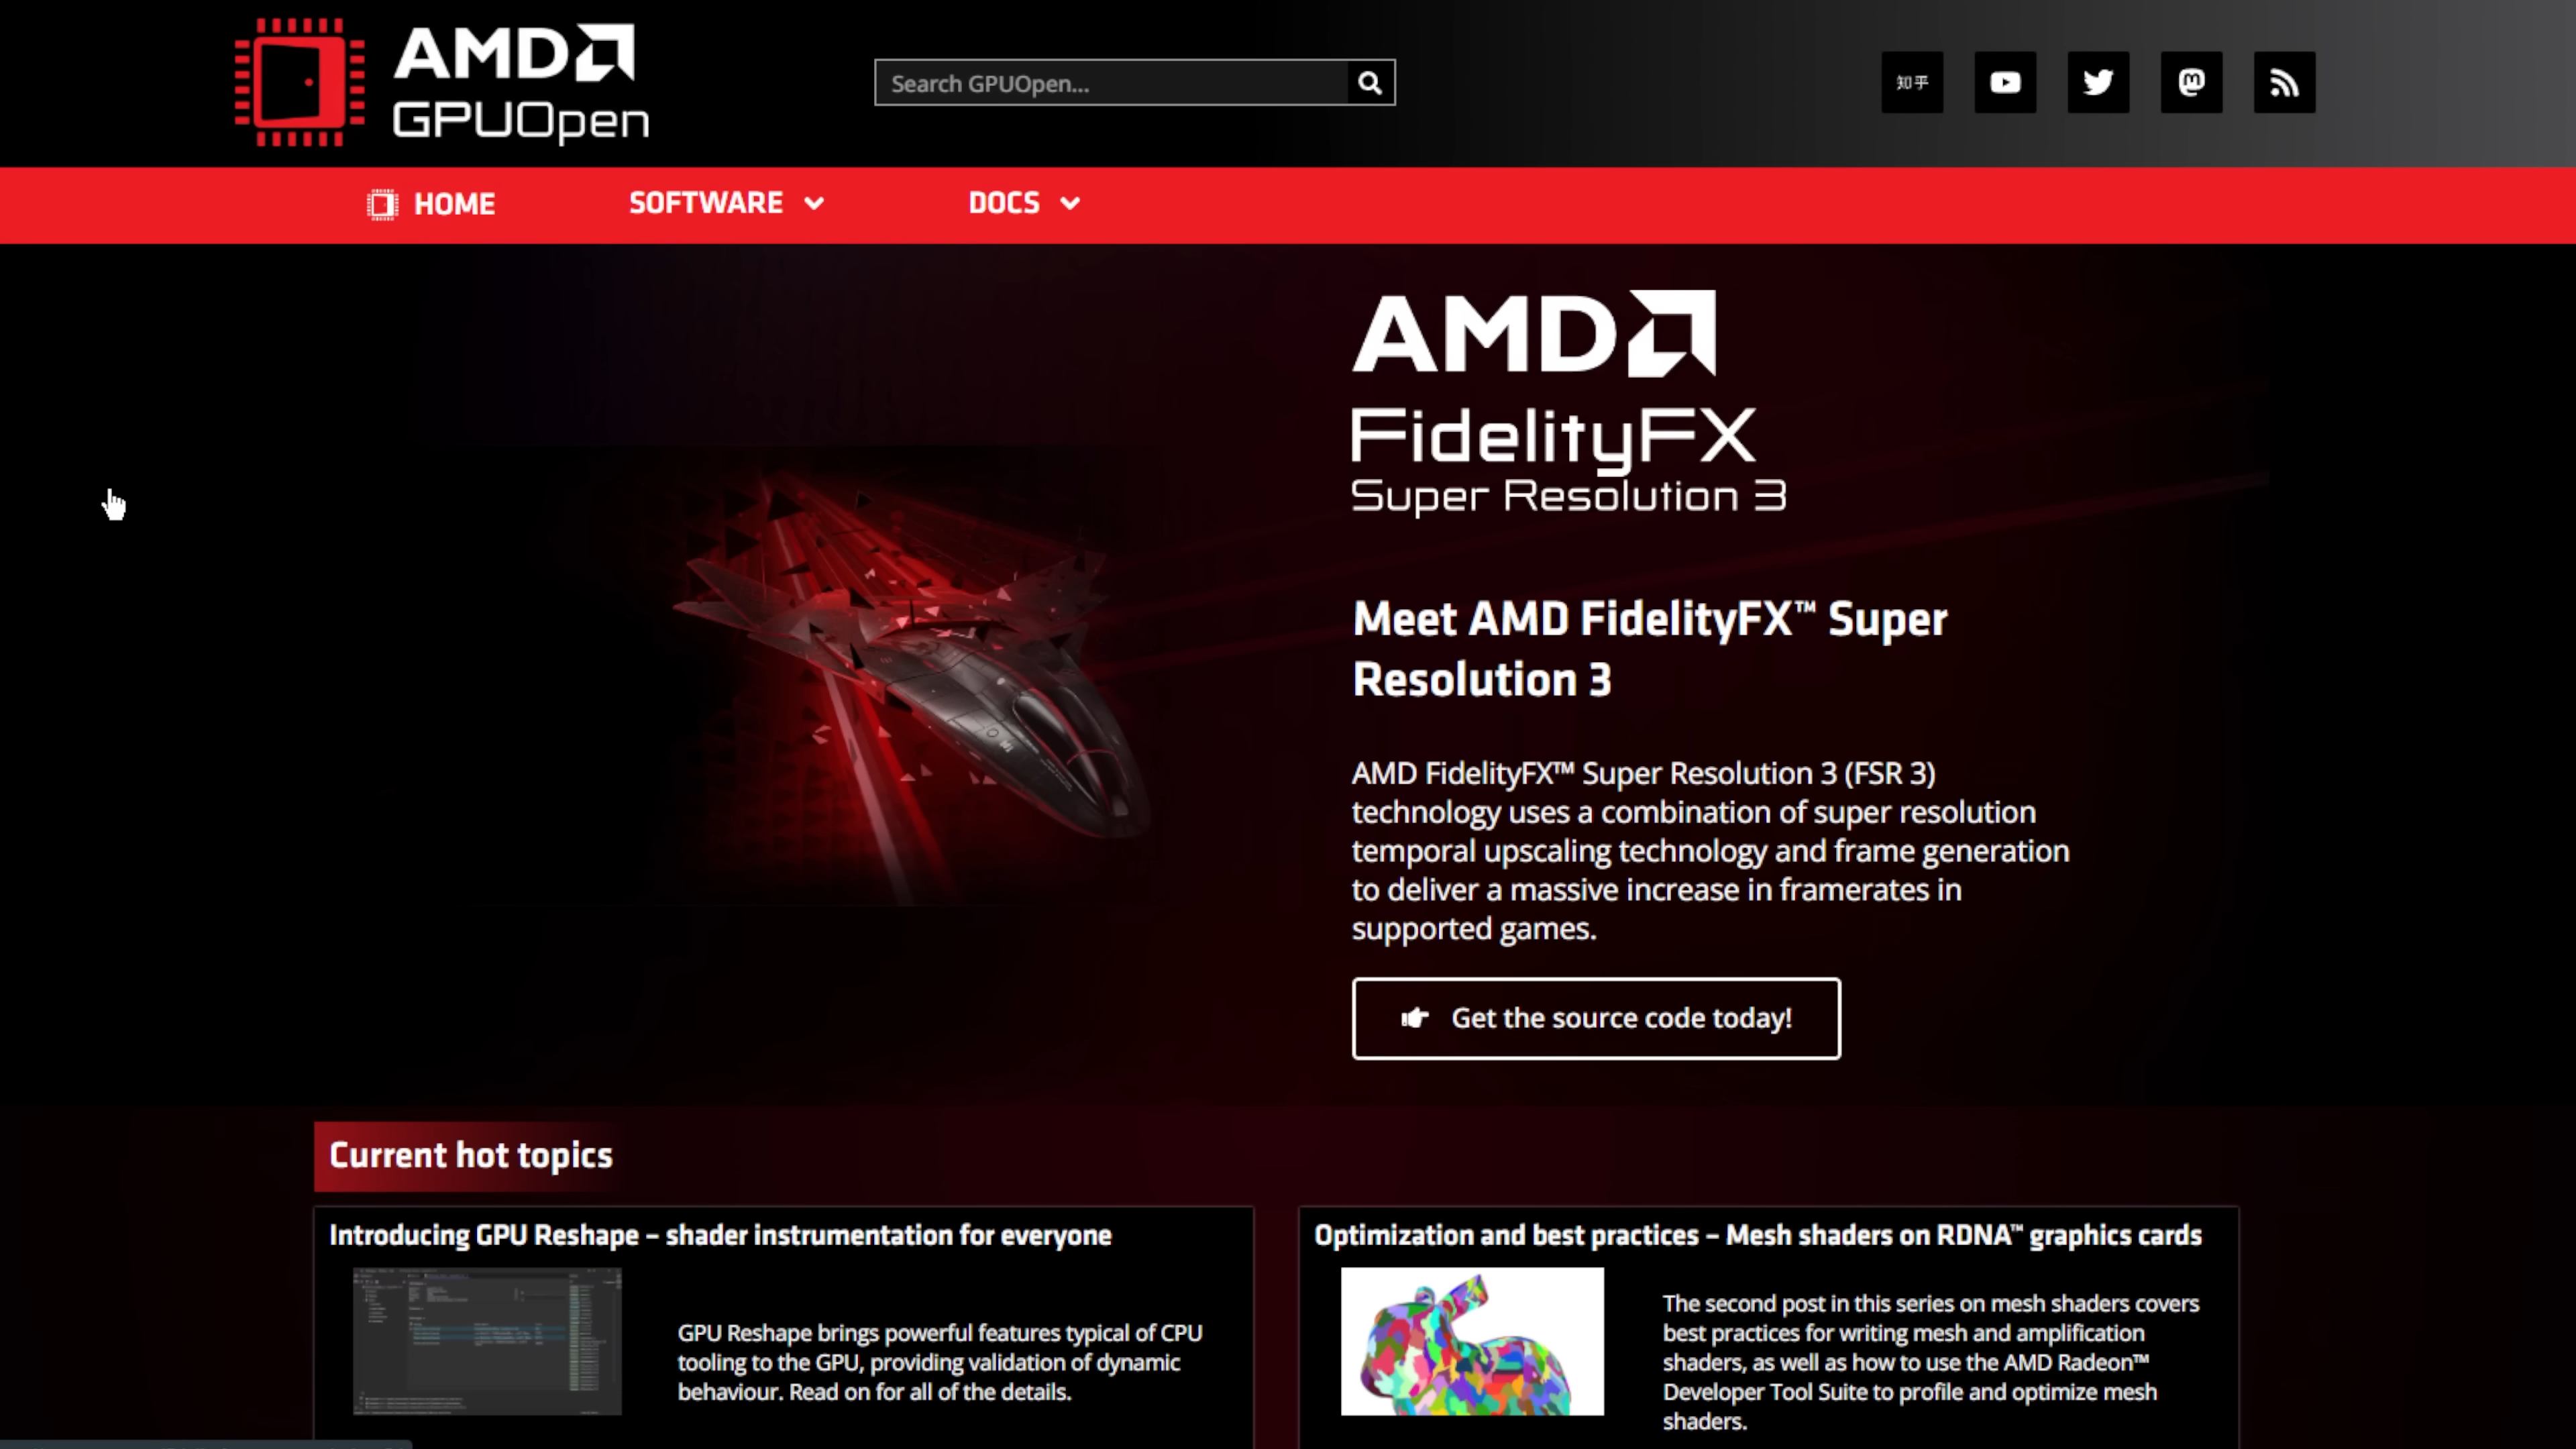 AMD
GPUOpen
Search GPUOpen...
知乎
HOME
SOFTWARE
DOCS
AMD
FidelityFX
Super Resolution 3
Meet AMD FidelityFX™ Super
Resolution 3
AMD FidelityFX™ Super Resolution 3 (FSR 3)
technology uses a combination of super resolution
temporal upscaling technology and frame generation
to deliver a massive increase in framerates in
supported games.
Get the source code today!
Current hot topics
Introducing GPU Reshape – shader instrumentation for everyone
GPU Reshape brings powerful features typical of CPU
tooling to the GPU, providing validation of dynamic
behaviour. Read on for all of the details.
Optimization and best practices – Mesh shaders on RDNA™ graphics cards
The second post in this series on mesh shaders covers
best practices for writing mesh and amplification
shaders, as well as how to use the AMD Radeon™
Developer Tool Suite to profile and optimize mesh
shaders.